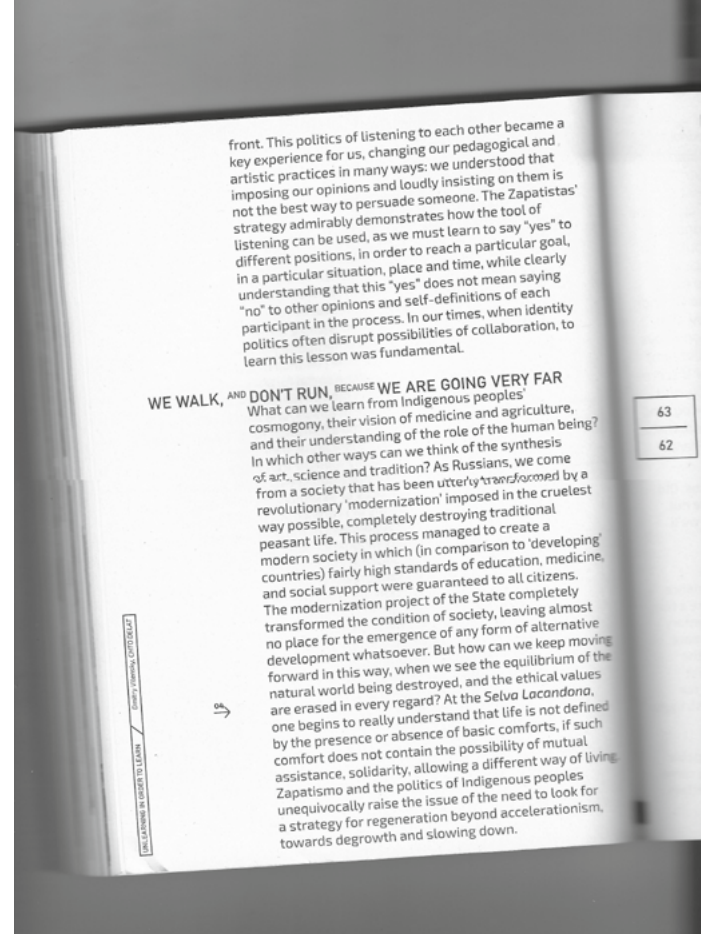 front. This politics of listening to each other became a
key experience for us, changing our pedagogical and
artistic practices in many ways: we understood that
imposing our opinions and loudly insisting on them is
not the best way to persuade someone. The Zapatistas'
strategy admirably demonstrates how the tool of
listening can be used, as we must learn to say “yes” to
different positions, in order to reach a particular goal,
in a particular situation, place and time, while clearly
understanding that this “yes” does not mean saying
“no” to other opinions and self-definitions of each
participant in the process. In our times, when identity
politics often disrupt possibilities of collaboration, to
learn this lesson was fundamental.
WE WALK, AND DON'T RUN, BECAUSE WE ARE GOING VERY FAR
What can we learn from Indigenous peoples'
cosmogony, their vision of medicine and agriculture,
and their understanding of the role of the human being?
In which other ways can we think of the synthesis
of art, science and tradition? As Russians, we come
from a society that has been utterly transformed by a
revolutionary 'modernization' imposed in the cruelest
way possible, completely destroying traditional
peasant life. This process managed to create a
modern society in which (in comparison to 'developing'
countries) fairly high standards of education, medicine,
and social support were guaranteed to all citizens.
The modernization project of the State completely
transformed the condition of society, leaving almost
no place for the emergence of any form of alternative
development whatsoever. But how can we keep moving
forward in this way, when we see the equilibrium of the
natural world being destroyed, and the ethical values
are erased in every regard? At the Selva Lacandona,
one begins to really understand that life is not defined
by the presence or absence of basic comforts, if such
comfort does not contain the possibility of mutual
assistance, solidarity, allowing a different way of living.
Zapatismo and the politics of Indigenous peoples
unequivocally raise the issue of the need to look for
a strategy for regeneration beyond accelerationism,
towards degrowth and slowing down.
63
62
04
UNLEARNING IN ORDER TO LEARN / Dmitry Vilensky, CHTO DELAT